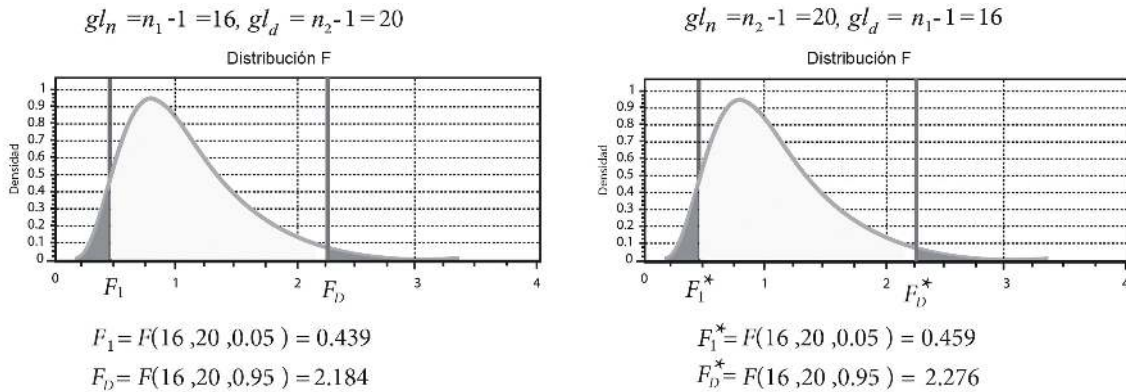 gl_n = n_1 - 1 = 16, gl_d = n_2 - 1 = 20
Distribución F
Densidad
1
0.9
0.8
0.7
0.6
0.5
0.4
0.3
0.2
0.1
0
0 1 2 3 4
F_1 F_D
F_1 = F(16 ,20 ,0.05 ) = 0.439
F_D = F(16 ,20 ,0.95 ) = 2.184
gl_n = n_2 - 1 = 20, gl_d = n_1 - 1 = 16
Distribución F
Densidad
1
0.9
0.8
0.7
0.6
0.5
0.4
0.3
0.2
0.1
0
0 1 2 3 4
F_1* F_D*
F_1* = F(16 ,20 ,0.05 ) = 0.459
F_D* = F(16 ,20 ,0.95 ) = 2.276